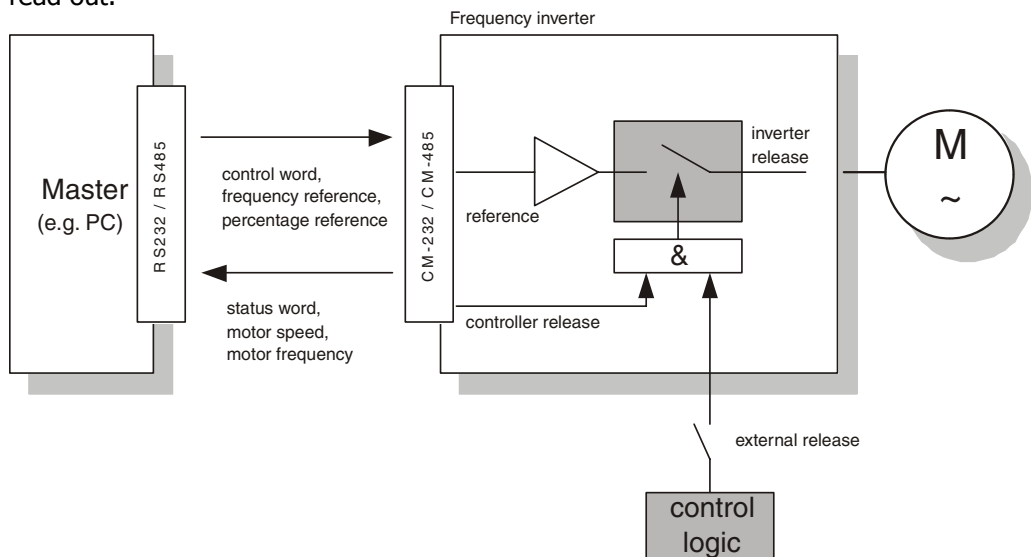 read out.
Frequency inverter
Master
(e.g. PC)
RS232 / RS485
control word,
frequency reference,
percentage reference
status word,
motor speed,
motor frequency
CM-232 / CM-485
reference
controller release
&
inverter
release
M
~
external release
control
logic